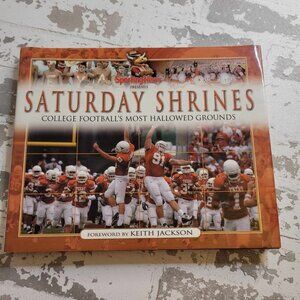 Sporting News
PRESENTS
SATURDAY SHRINES
COLLEGE FOOTBALL'S MOST HALLOWED GROUNDS
FOREWORD BY KEITH JACKSON